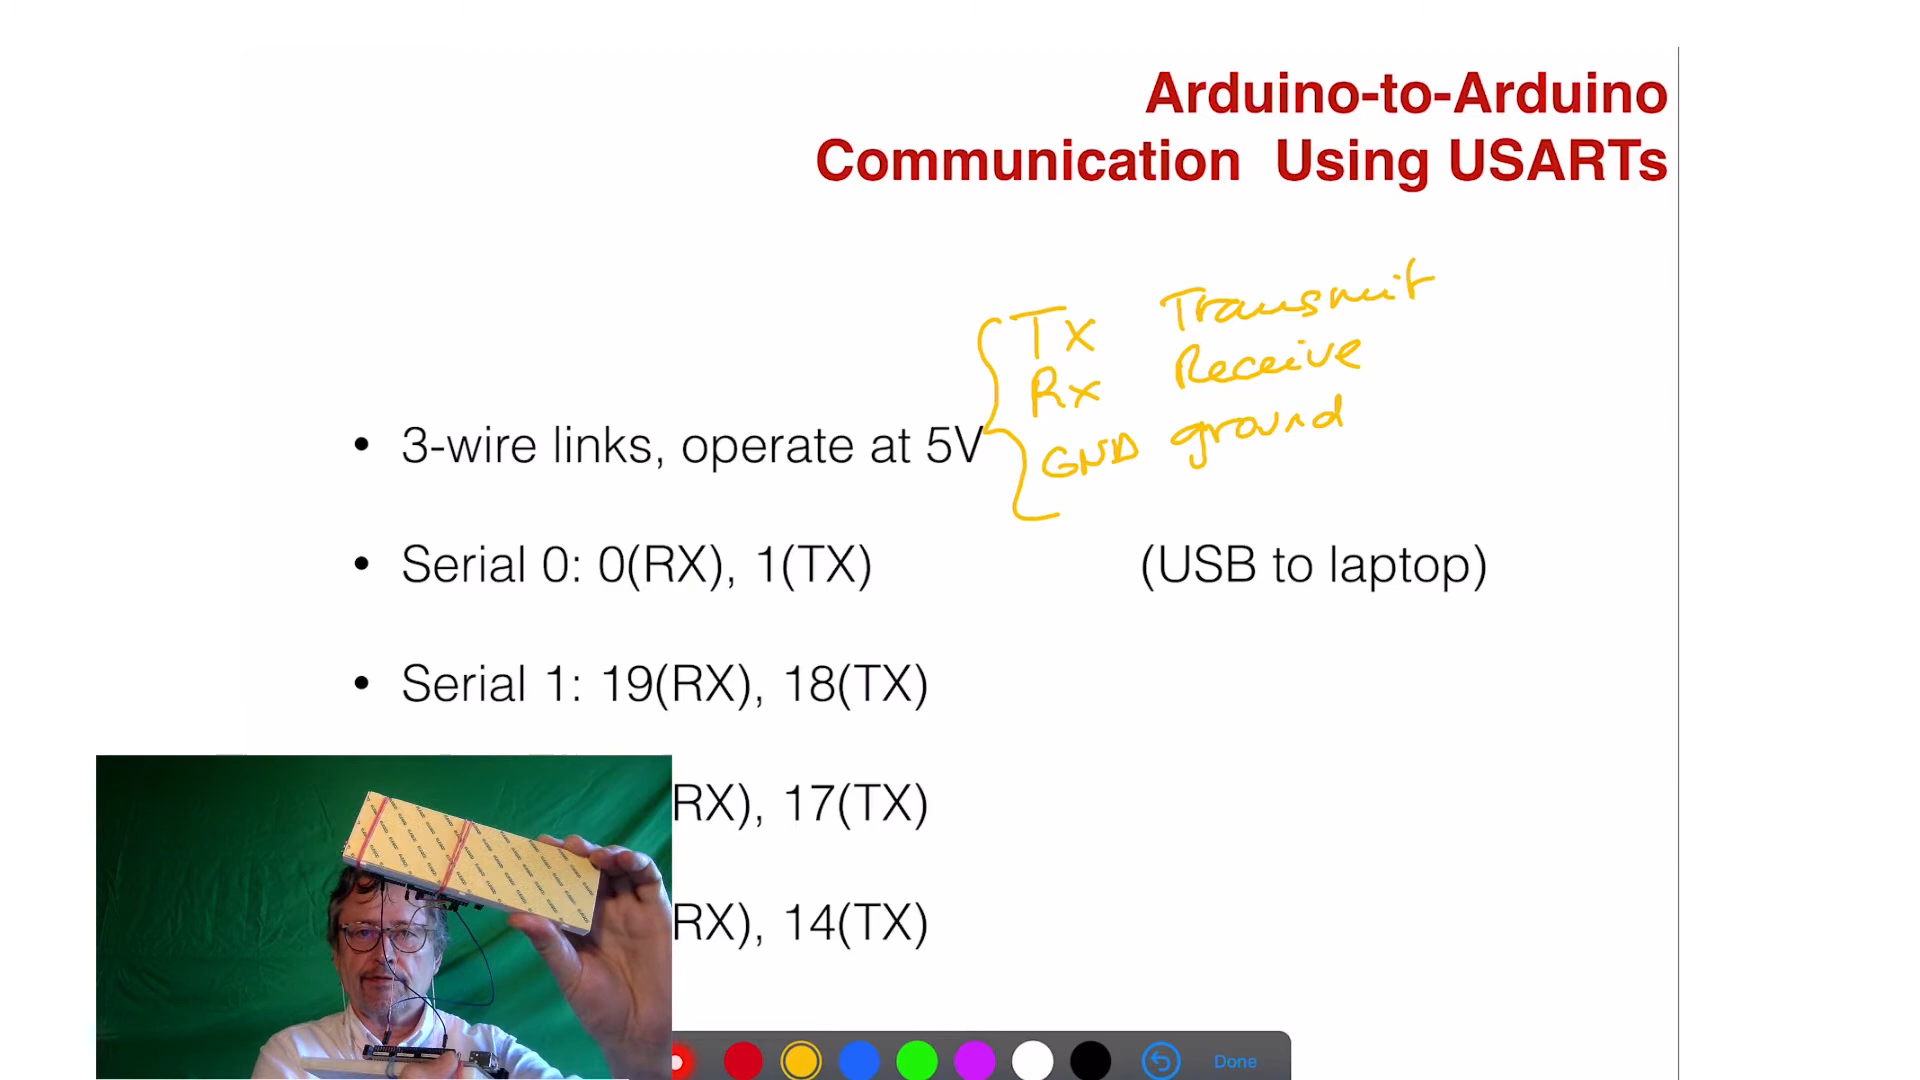 Arduino-to-Arduino
Communication Using USARTs
Tx Transmit
Rx Receive
GND ground
• 3-wire links, operate at 5V
• Serial 0: 0(RX), 1(TX) (USB to laptop)
• Serial 1: 19(RX), 18(TX)
RX), 17(TX)
RX), 14(TX)
Done